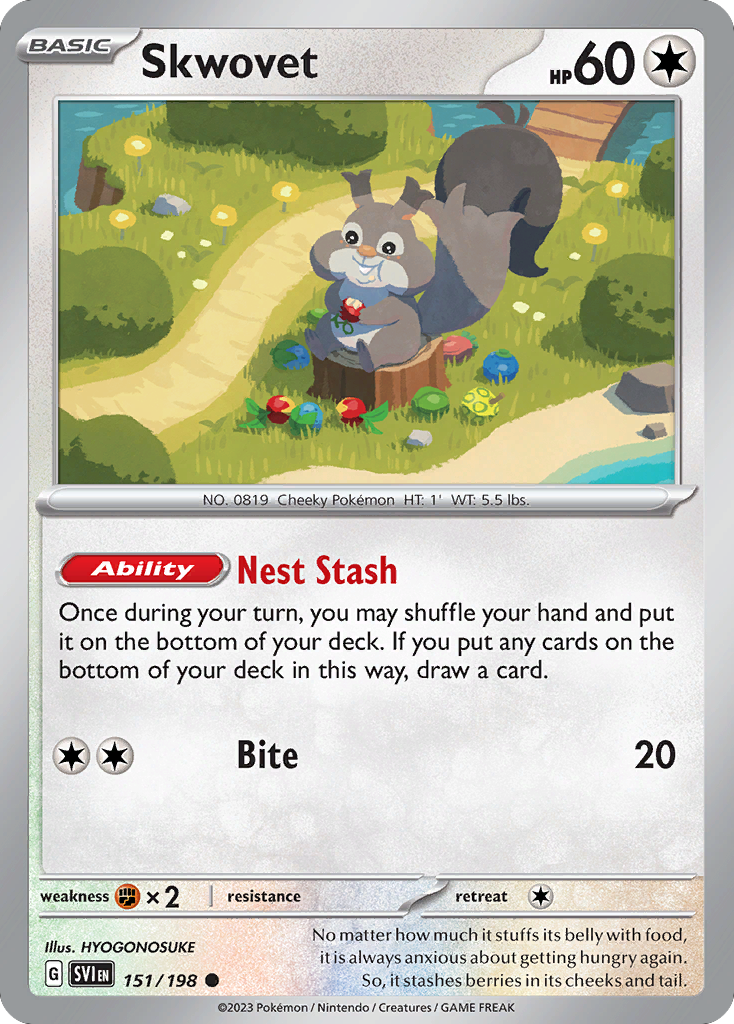 BASIC Skwovet HP60
NO. 0819 Cheeky Pokémon HT: 1' WT: 5.5 lbs.
Ability Nest Stash
Once during your turn, you may shuffle your hand and put
it on the bottom of your deck. If you put any cards on the
bottom of your deck in this way, draw a card.
Bite 20
weakness ×2 resistance retreat
Illus. HYOGONOSUKE
No matter how much it stuffs its belly with food,
it is always anxious about getting hungry again.
So, it stashes berries in its cheeks and tail.
G SVI EN 151/198
©2023 Pokémon / Nintendo / Creatures / GAME FREAK